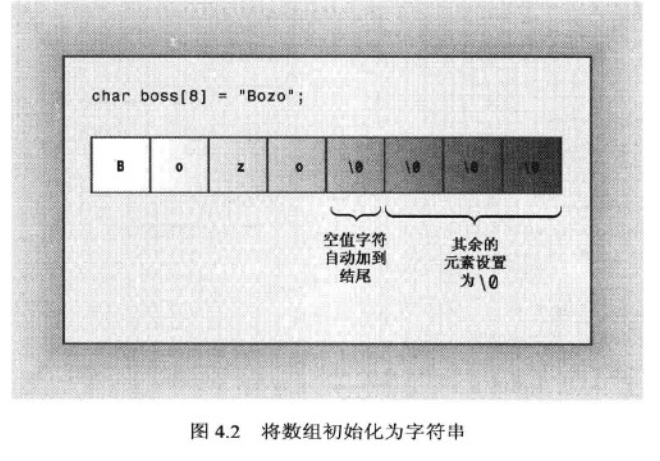 char boss[8] = "Bozo";
B o z o \0 \0 \0 \0
空值字符
自动加到
结尾
其余的
元素设置
为 \0
图 4.2 将数组初始化为字符串